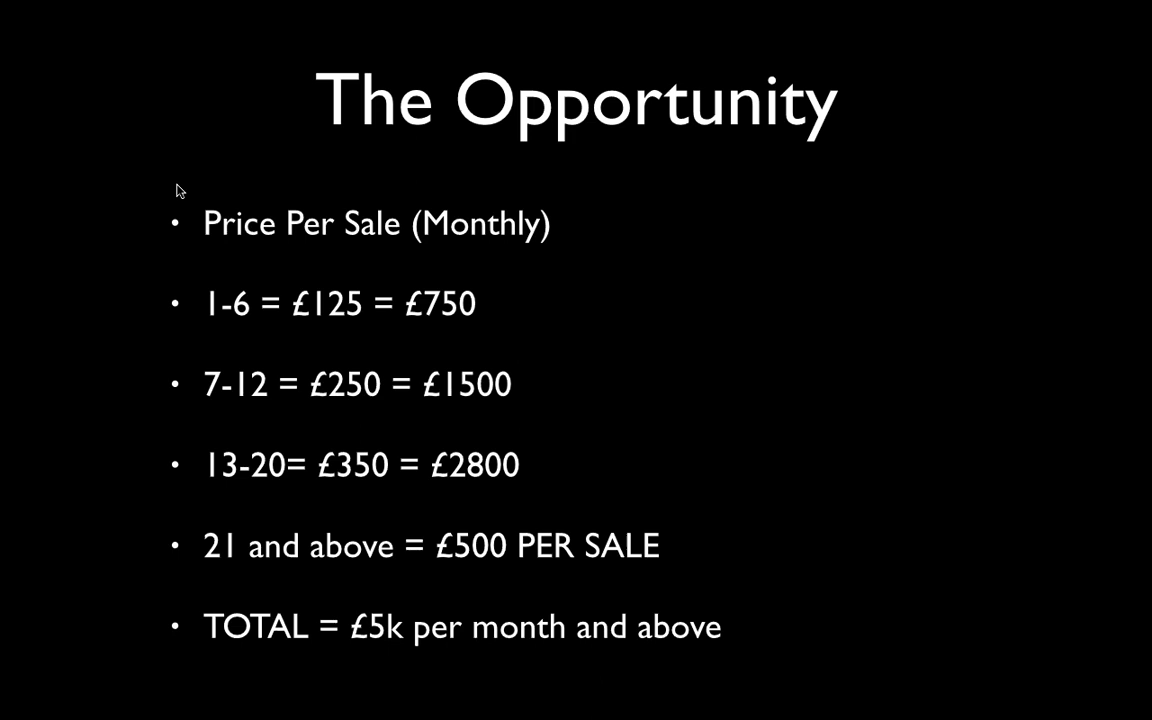 The Opportunity
• Price Per Sale (Monthly)
• 1-6 = £125 = £750
• 7-12 = £250 = £1500
• 13-20= £350 = £2800
• 21 and above = £500 PER SALE
• TOTAL = £5k per month and above